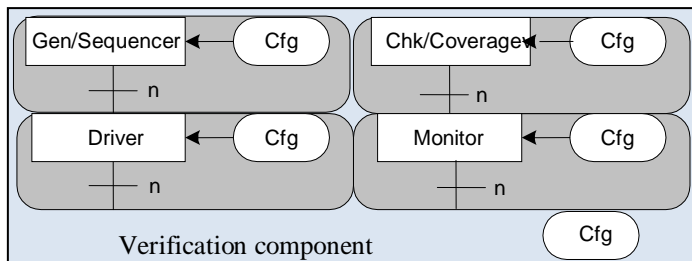 Gen/Sequencer
Cfg
Chk/Coverage
Cfg
n
n
Driver
Cfg
Monitor
Cfg
n
n
Cfg
Verification component